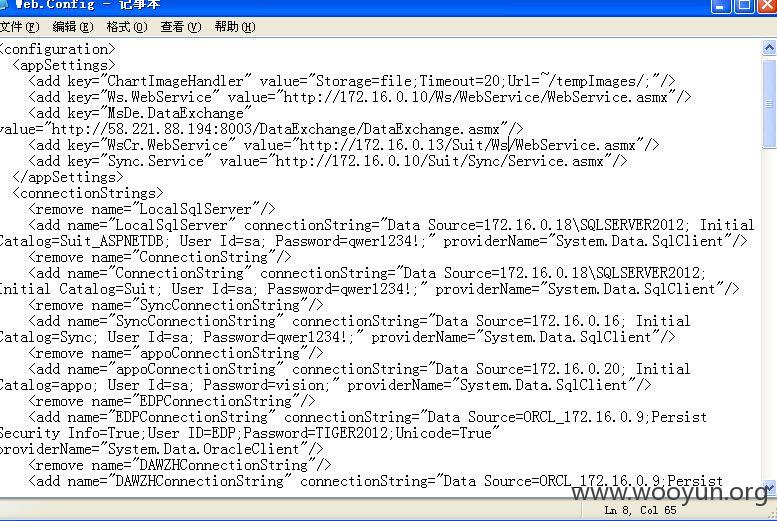 Web.Config - 记事本
文件(F) 编辑(E) 格式(O) 查看(V) 帮助(H)
<configuration>
<appSettings>
<add key="ChartImageHandler" value="Storage=file;Timeout=20;Url=~/tempImages/;"/>
<add key="Ws.WebService" value="http://172.16.0.10/Ws/WebService/WebService.asmx"/>
<add key="MsDe.DataExchange"
value="http://58.221.88.194:8003/DataExchange/DataExchange.asmx"/>
<add key="WsCr.WebService" value="http://172.16.0.13/Suit/Ws/WebService.asmx"/>
<add key="Sync.Service" value="http://172.16.0.10/Suit/Sync/Service.asmx"/>
</appSettings>
<connectionStrings>
<remove name="LocalSqlServer"/>
<add name="LocalSqlServer" connectionString="Data Source=172.16.0.18\SQLSERVER2012; Initial
Catalog=Suit_ASPNETDB; User Id=sa; Password=qwer1234!;" providerName="System.Data.SqlClient"/>
<remove name="ConnectionString"/>
<add name="ConnectionString" connectionString="Data Source=172.16.0.18\SQLSERVER2012;
Initial Catalog=Suit; User Id=sa; Password=qwer1234!;" providerName="System.Data.SqlClient"/>
<remove name="SyncConnectionString"/>
<add name="SyncConnectionString" connectionString="Data Source=172.16.0.16; Initial
Catalog=Sync; User Id=sa; Password=qwer1234!;" providerName="System.Data.SqlClient"/>
<remove name="appoConnectionString"/>
<add name="appoConnectionString" connectionString="Data Source=172.16.0.20; Initial
Catalog=appo; User Id=sa; Password=vision;" providerName="System.Data.SqlClient"/>
<remove name="EDPConnectionString"/>
<add name="EDPConnectionString" connectionString="Data Source=ORCL_172.16.0.9;Persist
Security Info=True;User ID=EDP;Password=TIGER2012;Unicode=True"
providerName="System.Data.OracleClient"/>
<remove name="DAWZHConnectionString"/>
<add name="DAWZHConnectionString" connectionString="Data Source=ORCL_172.16.0.9;Persist
www.wooyun.org
Ln 8, Col 65